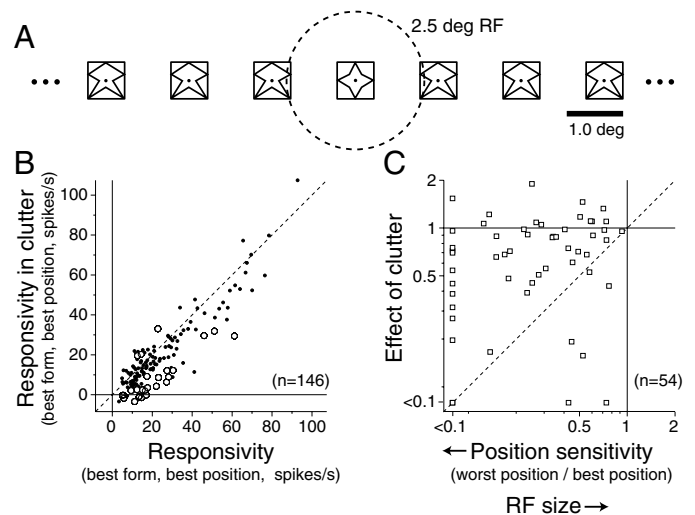 A
2.5 deg RF
1.0 deg
B
Responsivity in clutter
(best form, best position, spikes/s)
100
80
60
40
20
0
(n=146)
0 20 40 60 80 100
Responsivity
(best form, best position, spikes/s)
C
Effect of clutter
2
1
0.5
<0.1
(n=54)
<0.1 0.5 1 2
←Position sensitivity
(worst position / best position)
RF size→